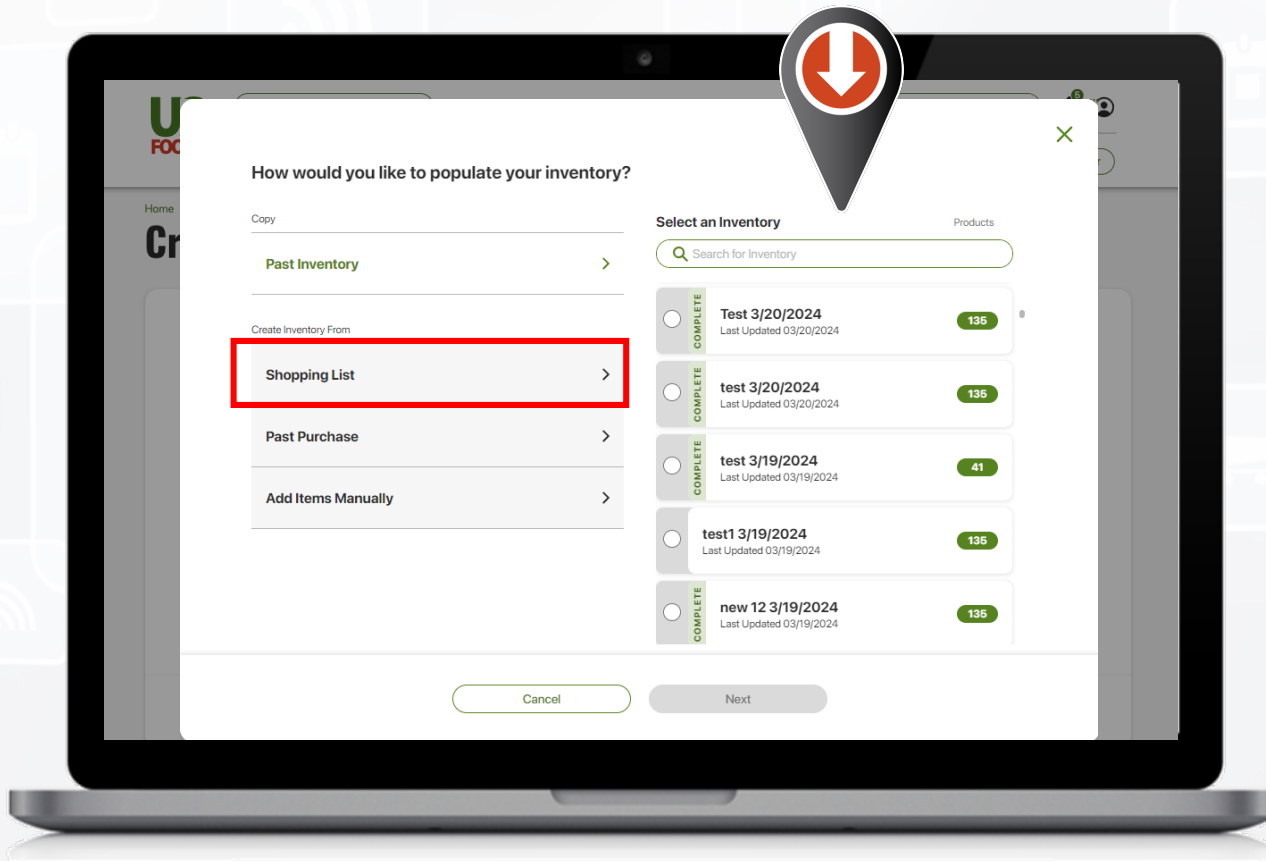 US
5
FOO
How would you like to populate your inventory?
Home
Copy
Select an Inventory
Products
Cr
Search for Inventory
Past Inventory
COMPLETE
Test 3/20/2024
135
Last Updated 03/20/2024
Create Inventory From
Shopping List
COMPLETE
test 3/20/2024
135
Last Updated 03/20/2024
Past Purchase
COMPLETE
test 3/19/2024
41
Last Updated 03/19/2024
Add Items Manually
test1 3/19/2024
135
Last Updated 03/19/2024
COMPLETE
new 12 3/19/2024
135
Last Updated 03/19/2024
Cancel
Next